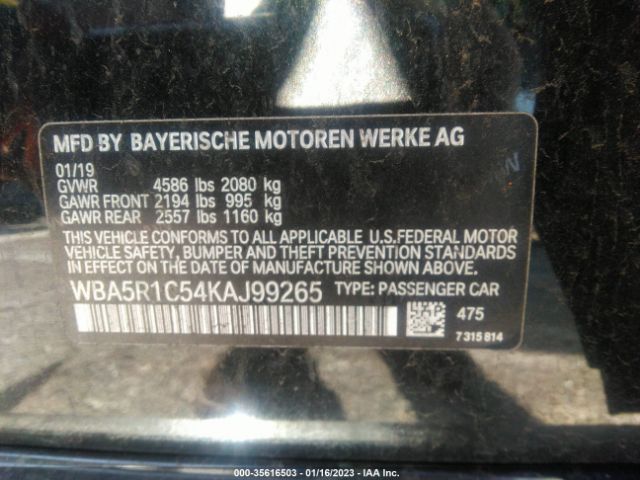 MFD BY BAYERISCHE MOTOREN WERKE AG
01/19
GVWR 4586 lbs 2080 kg
GAWR FRONT 2194 lbs 995 kg
GAWR REAR 2557 lbs 1160 kg
THIS VEHICLE CONFORMS TO ALL APPLICABLE U.S.FEDERAL MOTOR
VEHICLE SAFETY, BUMPER AND THEFT PREVENTION STANDARDS
IN EFFECT ON THE DATE OF MANUFACTURE SHOWN ABOVE.
WBA5R1C54KAJ99265 TYPE: PASSENGER CAR
475
7315814
000-35616503 - 01/16/2023 - IAA Inc.